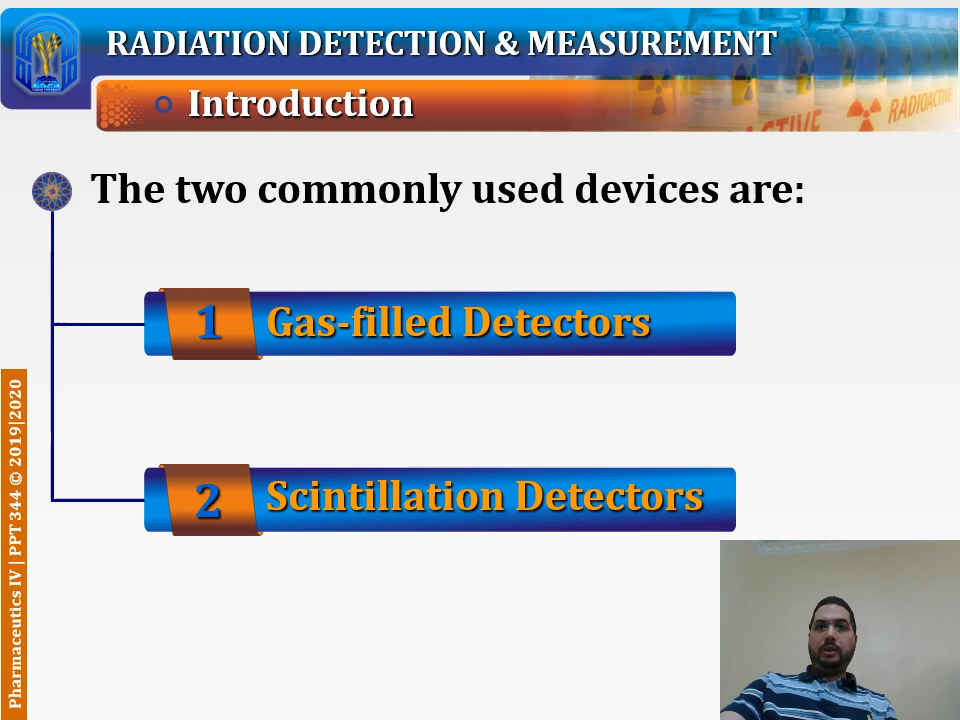 RADIATION DETECTION & MEASUREMENT
Introduction
RADIOACTIVE
The two commonly used devices are:
1 Gas-filled Detectors
2 Scintillation Detectors
Pharmaceutics IV | PPT 344 © 2019|2020